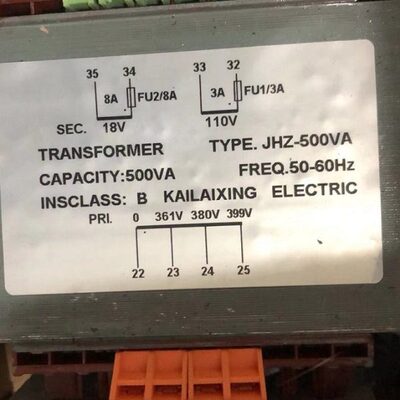 35 34 33 32
8A FU2/8A 3A FU1/3A
SEC. 18V 110V
TRANSFORMER TYPE. JHZ-500VA
CAPACITY:500VA FREQ.50-60Hz
INSCLASS: B KAILAIXING ELECTRIC
PRI. 0 361V 380V 399V
22 23 24 25